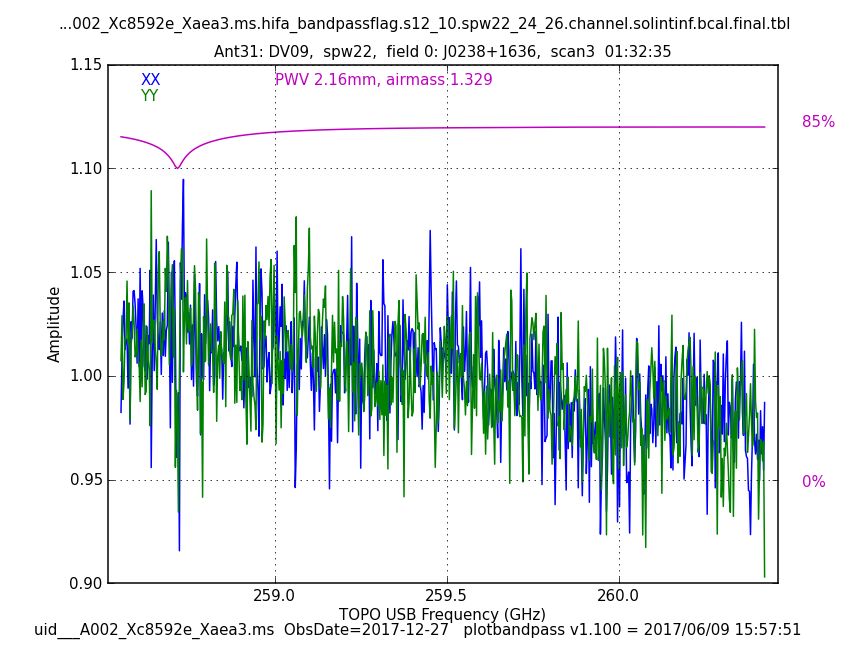 ...002_Xc8592e_Xaea3.ms.hifa_bandpassflag.s12_10.spw22_24_26.channel.solintinf.bcal.final.tbl
Ant31: DV09,  spw22,  field 0: J0238+1636,  scan3  01:32:35
1.15
XX
PWV 2.16mm, airmass 1.329
YY
85%
1.10
1.05
Amplitude
1.00
0.95
0%
0.90
259.0
259.5
260.0
TOPO USB Frequency (GHz)
uid___A002_Xc8592e_Xaea3.ms  ObsDate=2017-12-27   plotbandpass v1.100 = 2017/06/09 15:57:51